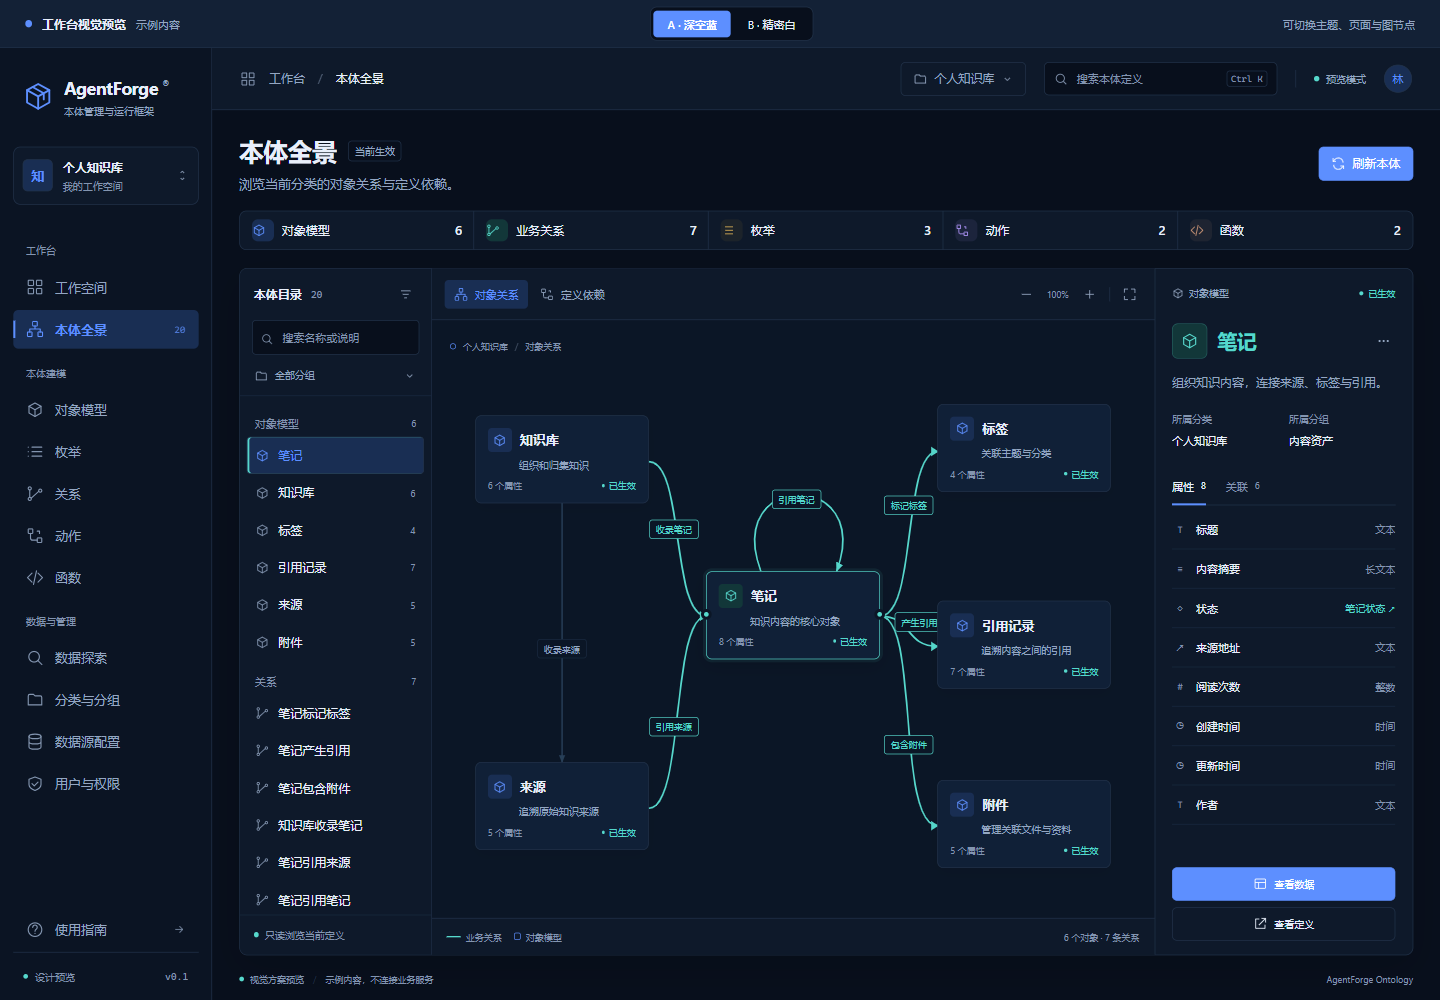 工作台视觉预览 示例内容
A · 深空蓝 B · 精密白
可切换主题、页面与图节点
AgentForge ®
本体管理与运行框架
知 个人知识库
我的工作空间
工作台
工作空间
本体全景 20
本体建模
对象模型
枚举
关系
动作
函数
数据与管理
数据探索
分类与分组
数据源配置
用户与权限
使用指南
设计预览 v0.1
工作台 / 本体全景
个人知识库
搜索本体定义 Ctrl K
预览模式
林
本体全景 当前生效
浏览当前分类的对象关系与定义依赖。
刷新本体
对象模型 6
业务关系 7
枚举 3
动作 2
函数 2
本体目录 20
搜索名称或说明
全部分组
对象模型 6
笔记
知识库 6
标签 4
引用记录 7
来源 5
附件 5
关系 7
笔记标记标签
笔记产生引用
笔记包含附件
知识库收录笔记
笔记引用来源
笔记引用笔记
只读浏览当前定义
对象关系 定义依赖
100%
个人知识库 / 对象关系
知识库
组织和归集知识
6 个属性 已生效
标签
关联主题与分类
4 个属性 已生效
引用笔记
标记标签
收录笔记
笔记
知识内容的核心对象
8 个属性 已生效
产生引用
引用记录
追溯内容之间的引用
7 个属性 已生效
收录来源
引用来源
包含附件
来源
追溯原始知识来源
5 个属性 已生效
附件
管理关联文件与资料
5 个属性 已生效
业务关系 对象模型
6 个对象 · 7 条关系
对象模型 已生效
笔记
组织知识内容，连接来源、标签与引用。
所属分类 所属分组
个人知识库 内容资产
属性 8 关联 6
T 标题 文本
内容摘要 长文本
状态 笔记状态 ↗
来源地址 文本
# 阅读次数 整数
创建时间 时间
更新时间 时间
T 作者 文本
查看数据
查看定义
视觉方案预览 / 示例内容，不连接业务服务
AgentForge Ontology